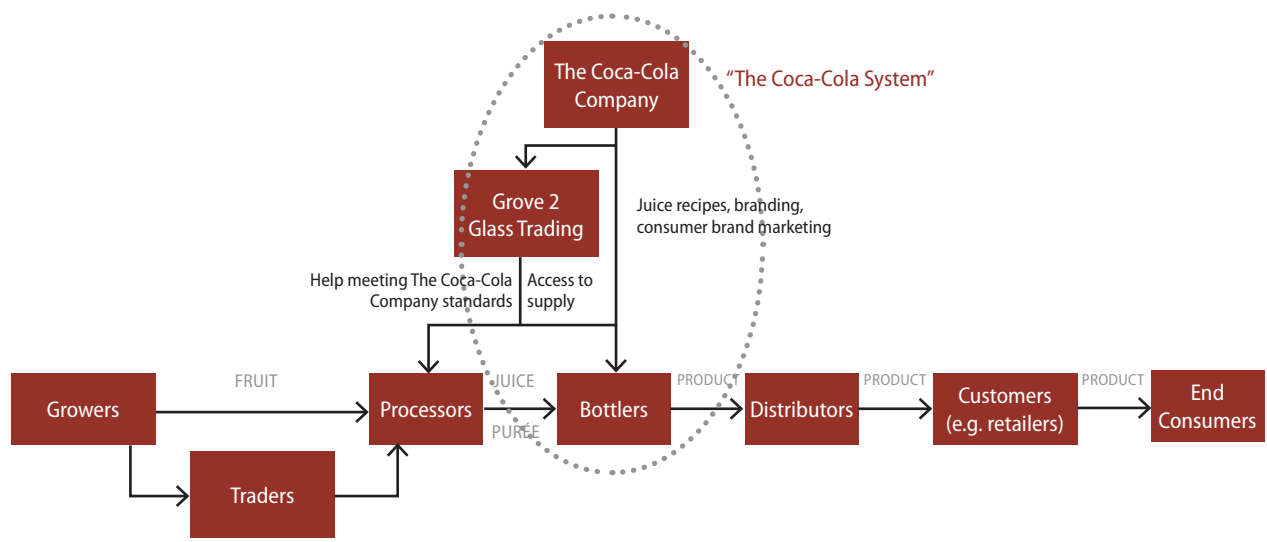 The Coca-Cola
Company
“The Coca-Cola System”
Grove 2
Glass Trading
Juice recipes, branding,
consumer brand marketing
Help meeting The Coca-Cola
Company standards
Access to
supply
Growers
FRUIT
Traders
Processors
JUICE
PURÉE
Bottlers
PRODUCT
Distributors
PRODUCT
Customers
(e.g. retailers)
PRODUCT
End
Consumers